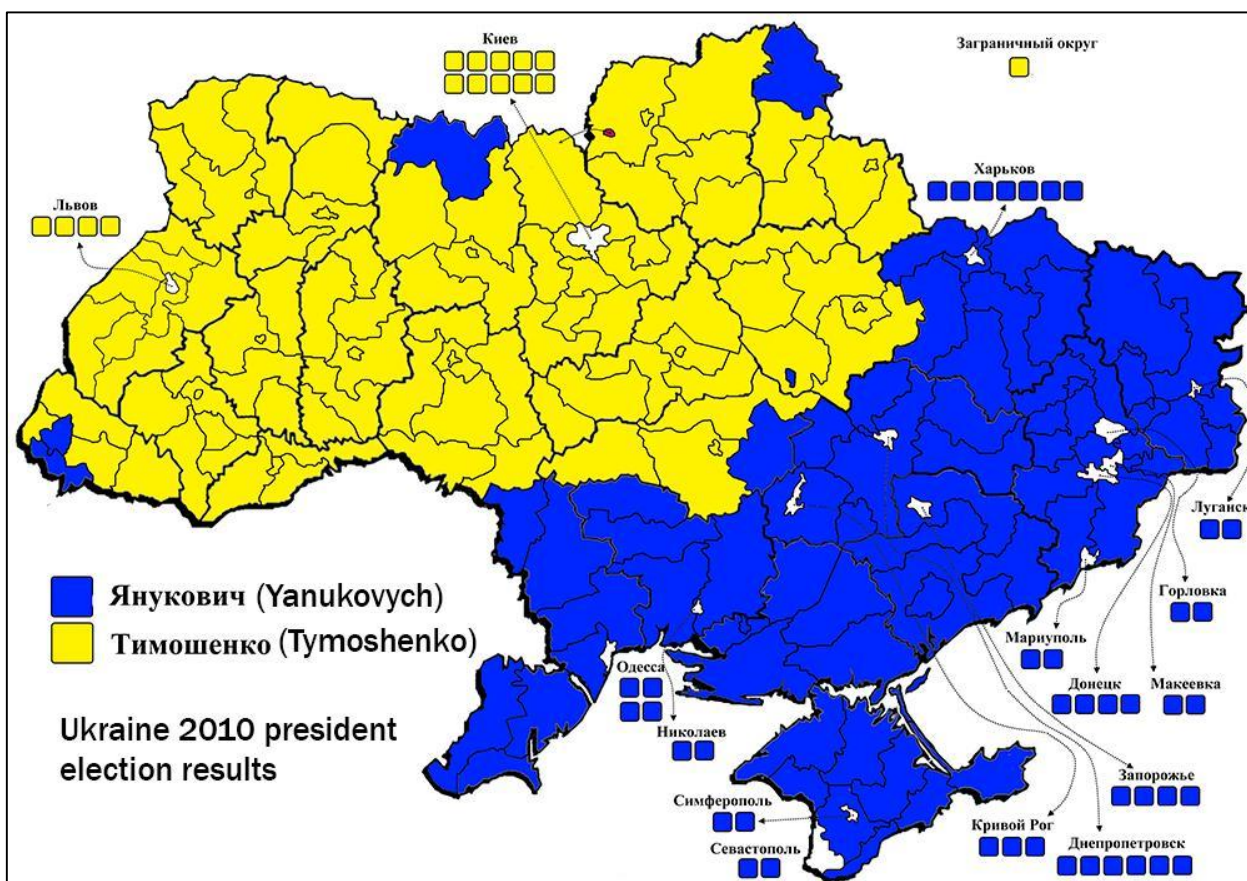 Киев
Заграничный округ
Харьков
Львов
Луганск
Горловка
Мариуполь
Донецк
Макеевка
Янукович (Yanukovych)
Тимошенко (Tymoshenko)
Одесса
Николаев
Ukraine 2010 president
election results
Запорожье
Симферополь
Кривой Рог
Днепропетровск
Севастополь